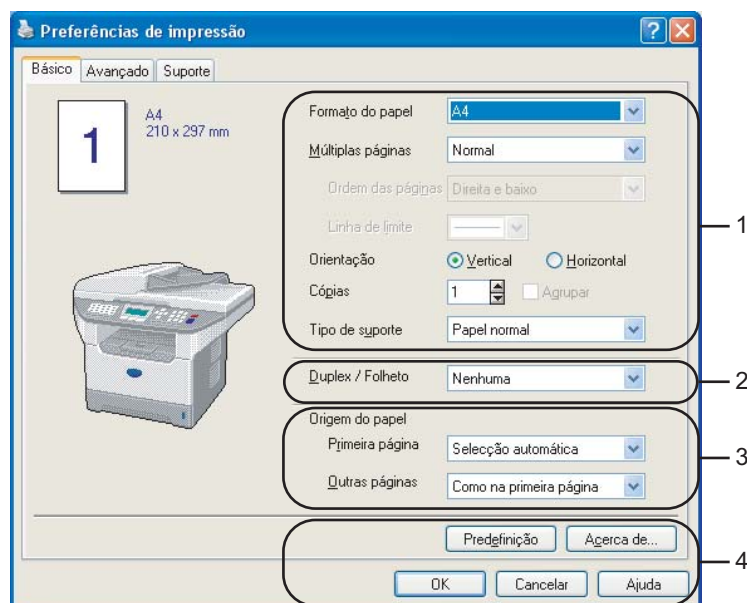 Preferências de impressão
Básico Avançado Suporte
1
A4
210 x 297 mm
Formato do papel A4
Múltiplas páginas Normal
Ordem das páginas Direita e baixo
Linha de limite
Orientação Vertical Horizontal
Cópias 1 Agrupar
Tipo de suporte Papel normal
1
Duplex / Folheto Nenhuma
2
Origem do papel
Primeira página Selecção automática
Outras páginas Como na primeira página
3
Predefinição Acerca de...
OK Cancelar Ajuda
4